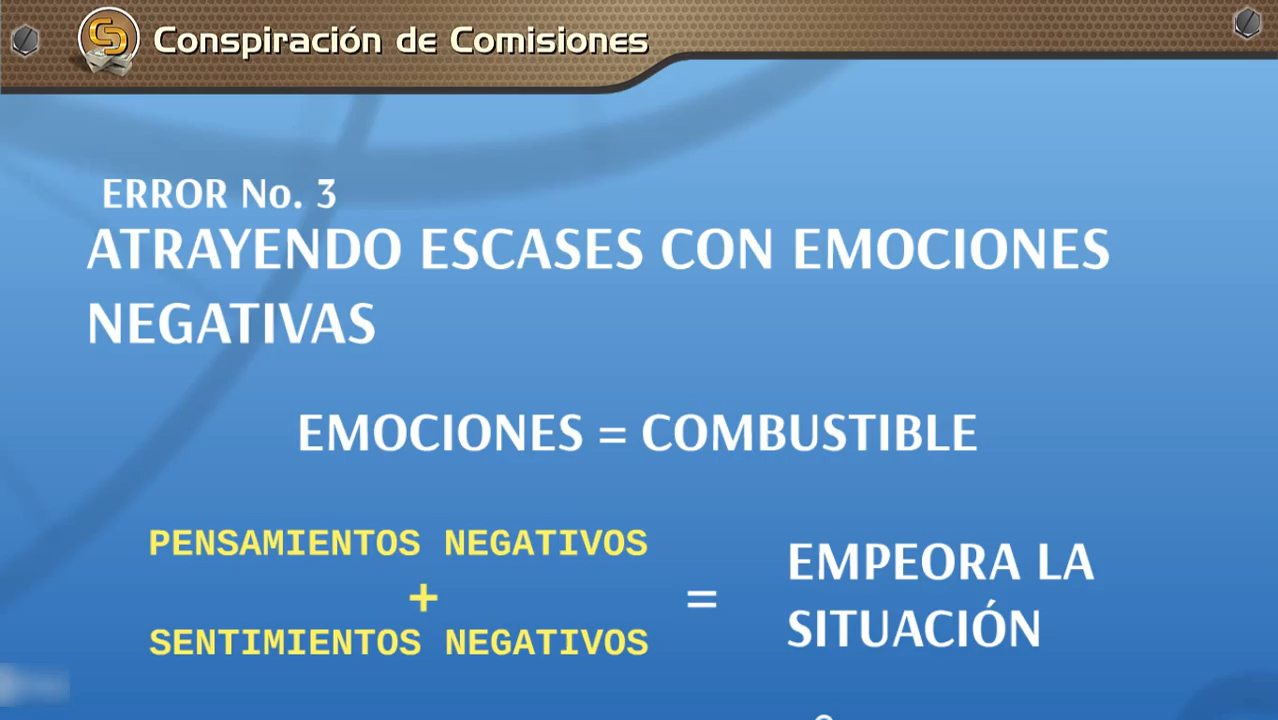 Conspiración de Comisiones
ERROR No. 3
ATRAYENDO ESCASES CON EMOCIONES
NEGATIVAS
EMOCIONES = COMBUSTIBLE
PENSAMIENTOS NEGATIVOS
+
SENTIMIENTOS NEGATIVOS
=
EMPEORA LA
SITUACIÓN